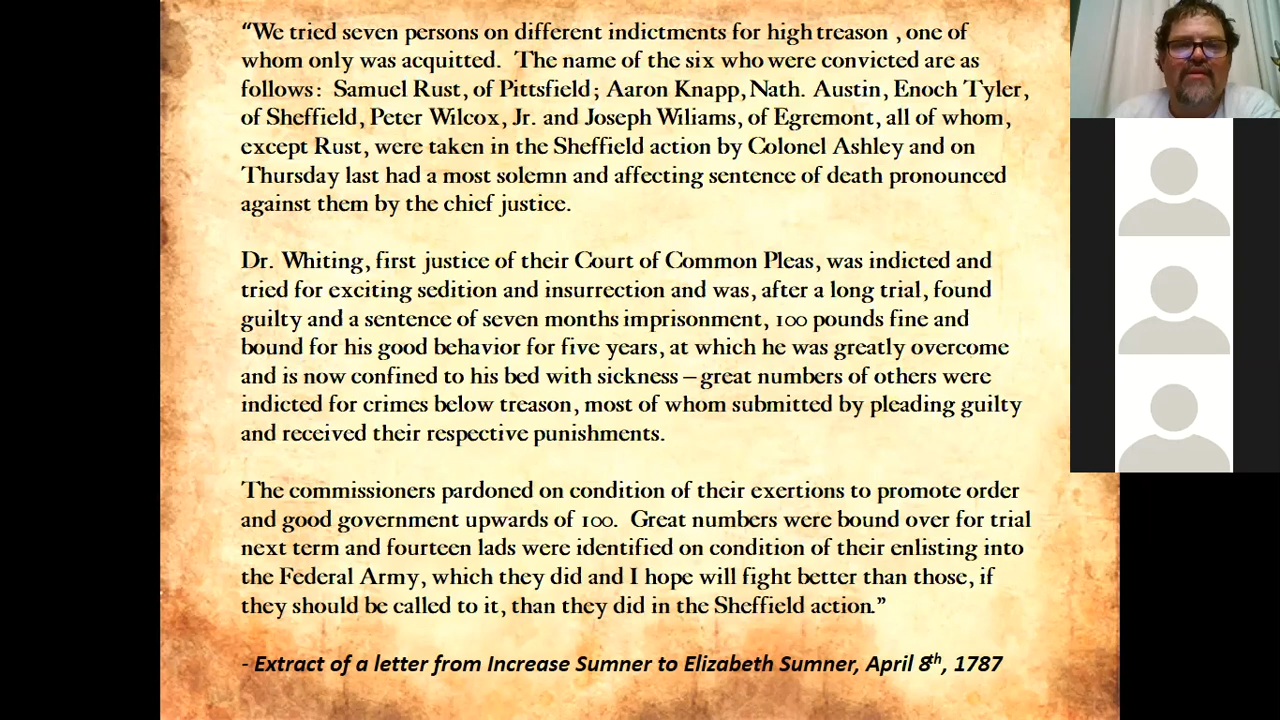 “We tried seven persons on different indictments for high treason , one of
whom only was acquitted. The name of the six who were convicted are as
follows: Samuel Rust, of Pittsfield; Aaron Knapp, Nath. Austin, Enoch Tyler,
of Sheffield, Peter Wilcox, Jr. and Joseph Wiliams, of Egremont, all of whom,
except Rust, were taken in the Sheffield action by Colonel Ashley and on
Thursday last had a most solemn and affecting sentence of death pronounced
against them by the chief justice.
Dr. Whiting, first justice of their Court of Common Pleas, was indicted and
tried for exciting sedition and insurrection and was, after a long trial, found
guilty and a sentence of seven months imprisonment, 100 pounds fine and
bound for his good behavior for five years, at which he was greatly overcome
and is now confined to his bed with sickness – great numbers of others were
indicted for crimes below treason, most of whom submitted by pleading guilty
and received their respective punishments.
The commissioners pardoned on condition of their exertions to promote order
and good government upwards of 100. Great numbers were bound over for trial
next term and fourteen lads were identified on condition of their enlisting into
the Federal Army, which they did and I hope will fight better than those, if
they should be called to it, than they did in the Sheffield action.”
- Extract of a letter from Increase Sumner to Elizabeth Sumner, April 8th, 1787